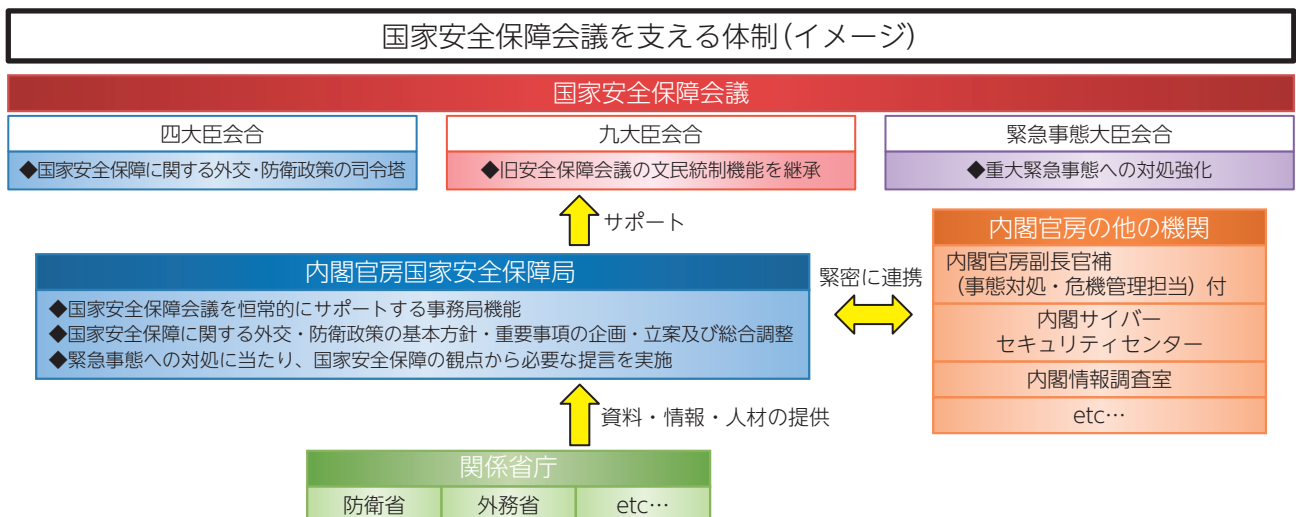 国家安全保障会議を支える体制(イメージ)
国家安全保障会議
四大臣会合
◆国家安全保障に関する外交・防衛政策の司令塔
九大臣会合
◆旧安全保障会議の文民統制機能を継承
緊急事態大臣会合
◆重大緊急事態への対処強化
サポート
内閣官房国家安全保障局
◆国家安全保障会議を恒常的にサポートする事務局機能
◆国家安全保障に関する外交・防衛政策の基本方針・重要事項の企画・立案及び総合調整
◆緊急事態への対処に当たり、国家安全保障の観点から必要な提言を実施
緊密に連携
内閣官房の他の機関
内閣官房副長官補
(事態対処・危機管理担当)付
内閣サイバー
セキュリティセンター
内閣情報調査室
etc…
資料・情報・人材の提供
関係省庁
防衛省
外務省
etc…